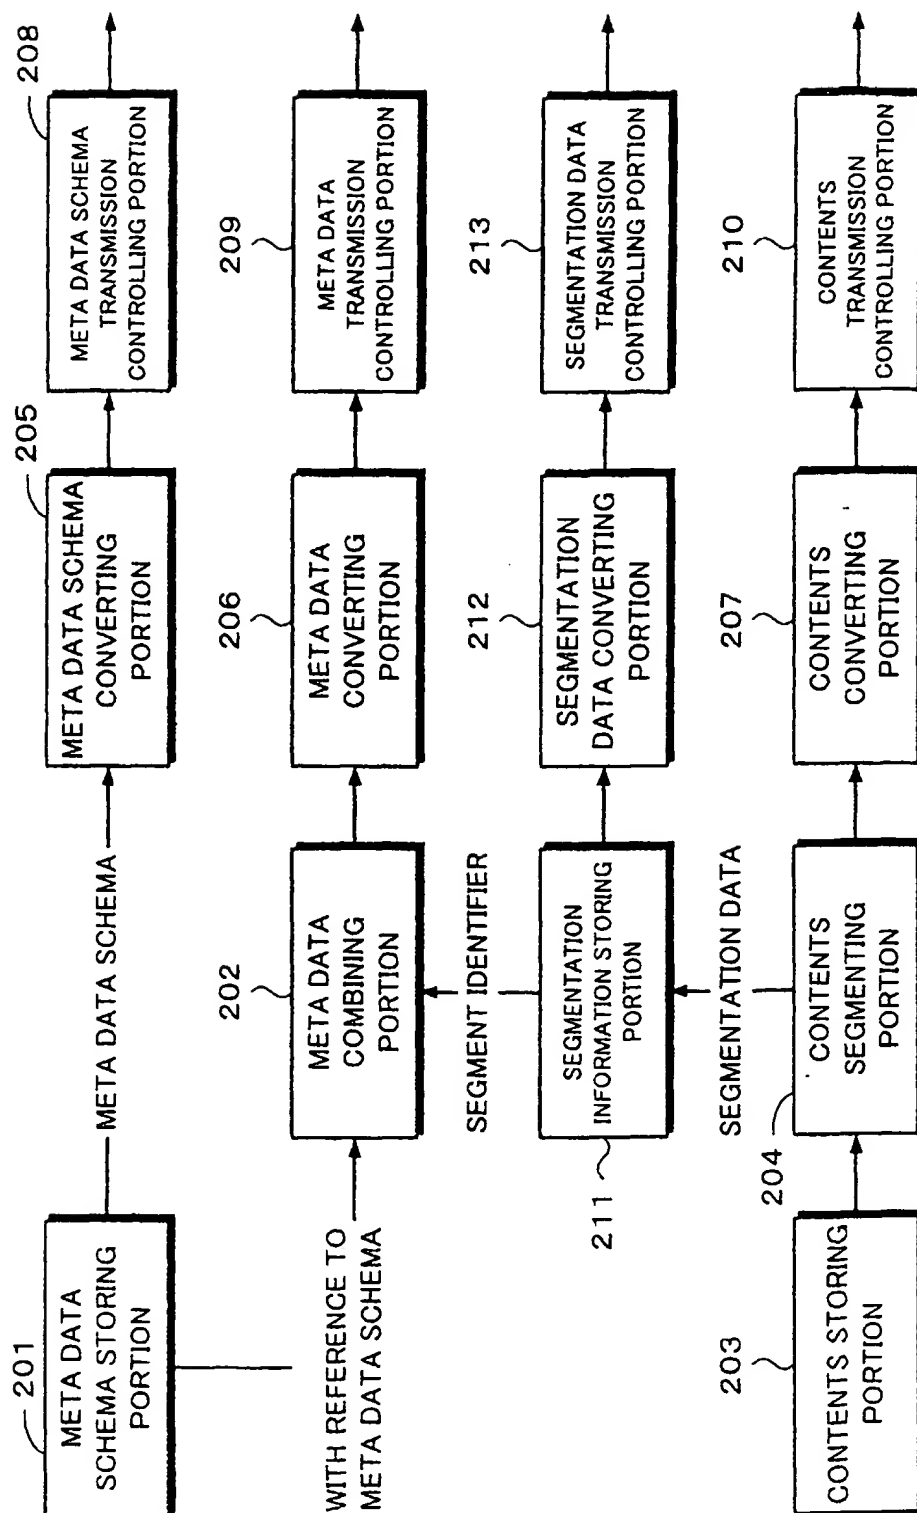 201
META DATA
SCHEMA STORING
PORTION
META DATA SCHEMA
205
META DATA SCHEMA
CONVERTING
PORTION
208
META DATA SCHEMA
TRANSMISSION
CONTROLLING PORTION
WITH REFERENCE TO
META DATA SCHEMA
202
META DATA
COMBINING
PORTION
206
META DATA
CONVERTING
PORTION
209
META DATA
TRANSMISSION
CONTROLLING PORTION
SEGMENT IDENTIFIER
211
SEGMENTATION
INFORMATION STORING
PORTION
212
SEGMENTATION
DATA CONVERTING
PORTION
213
SEGMENTATION DATA
TRANSMISSION
CONTROLLING PORTION
SEGMENTATION DATA
203
CONTENTS STORING
PORTION
204
CONTENTS
SEGMENTING
PORTION
207
CONTENTS
CONVERTING
PORTION
210
CONTENTS
TRANSMISSION
CONTROLLING PORTION